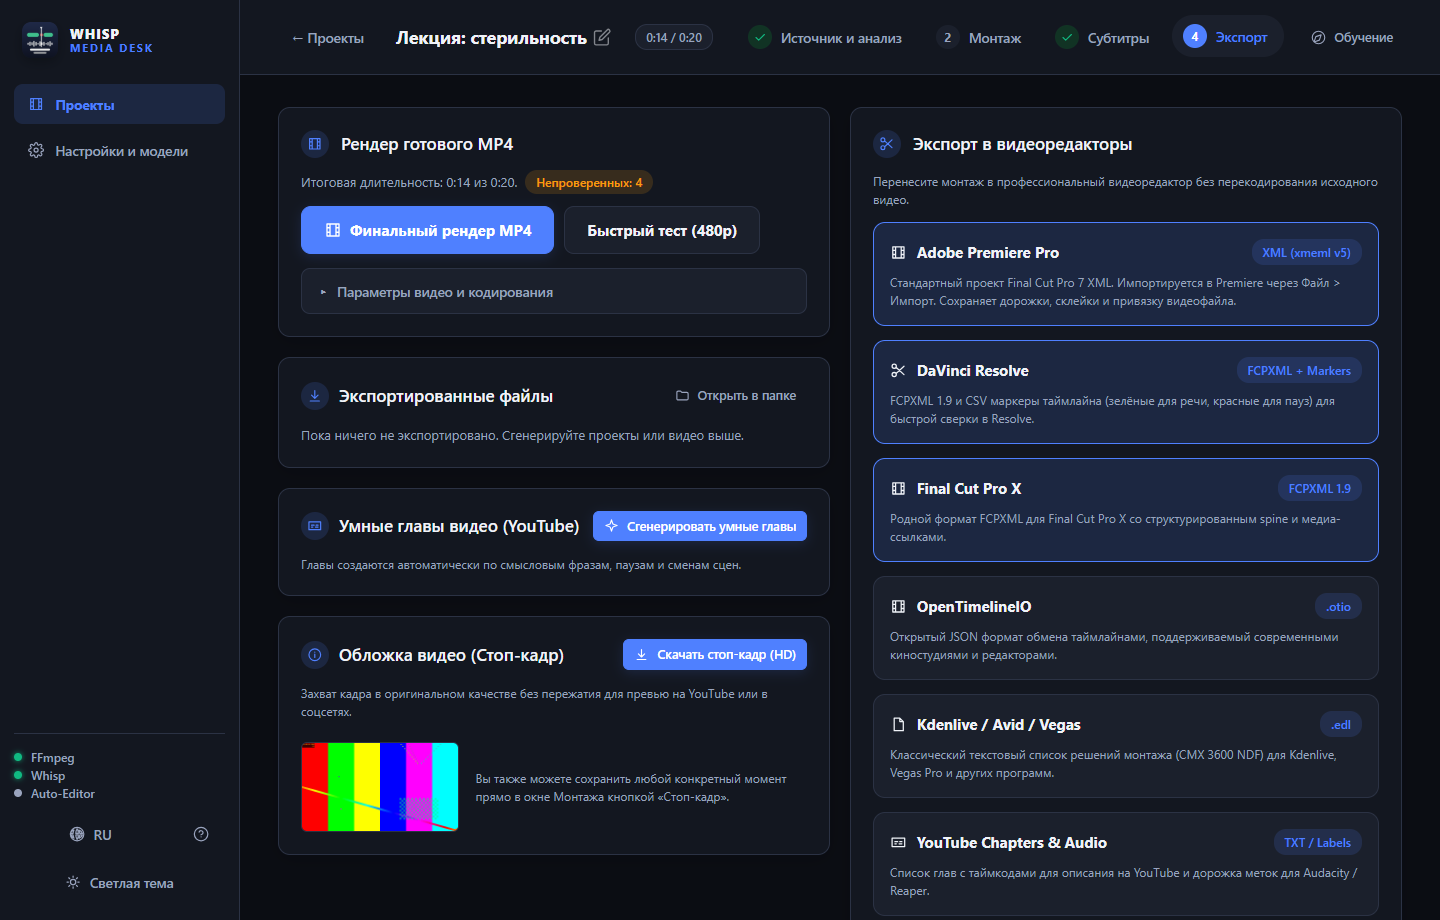 WHISP
MEDIA DESK
Проекты
Настройки и модели
FFmpeg
Whisp
Auto-Editor
RU
Светлая тема
← Проекты
Лекция: стерильность
0:14 / 0:20
Источник и анализ
2 Монтаж
Субтитры
4 Экспорт
Обучение
Рендер готового MP4
Итоговая длительность: 0:14 из 0:20. Непроверенных: 4
Финальный рендер MP4
Быстрый тест (480p)
Параметры видео и кодирования
Экспортированные файлы
Открыть в папке
Пока ничего не экспортировано. Сгенерируйте проекты или видео выше.
Умные главы видео (YouTube)
Сгенерировать умные главы
Главы создаются автоматически по смысловым фразам, паузам и сменам сцен.
Обложка видео (Стоп-кадр)
Скачать стоп-кадр (HD)
Захват кадра в оригинальном качестве без пережатия для превью на YouTube или в
соцсетях.
Вы также можете сохранить любой конкретный момент
прямо в окне Монтажа кнопкой «Стоп-кадр».
Экспорт в видеоредакторы
Перенесите монтаж в профессиональный видеоредактор без перекодирования исходного
видео.
Adobe Premiere Pro
XML (xmeml v5)
Стандартный проект Final Cut Pro 7 XML. Импортируется в Premiere через Файл >
Импорт. Сохраняет дорожки, склейки и привязку видеофайла.
DaVinci Resolve
FCPXML + Markers
FCPXML 1.9 и CSV маркеры таймлайна (зелёные для речи, красные для пауз) для
быстрой сверки в Resolve.
Final Cut Pro X
FCPXML 1.9
Родной формат FCPXML для Final Cut Pro X со структурированным spine и медиа-
ссылками.
OpenTimelineIO
.otio
Открытый JSON формат обмена таймлайнами, поддерживаемый современными
киностудиями и редакторами.
Kdenlive / Avid / Vegas
.edl
Классический текстовый список решений монтажа (CMX 3600 NDF) для Kdenlive,
Vegas Pro и других программ.
YouTube Chapters & Audio
TXT / Labels
Список глав с таймкодами для описания на YouTube и дорожка меток для Audacity /
Reaper.